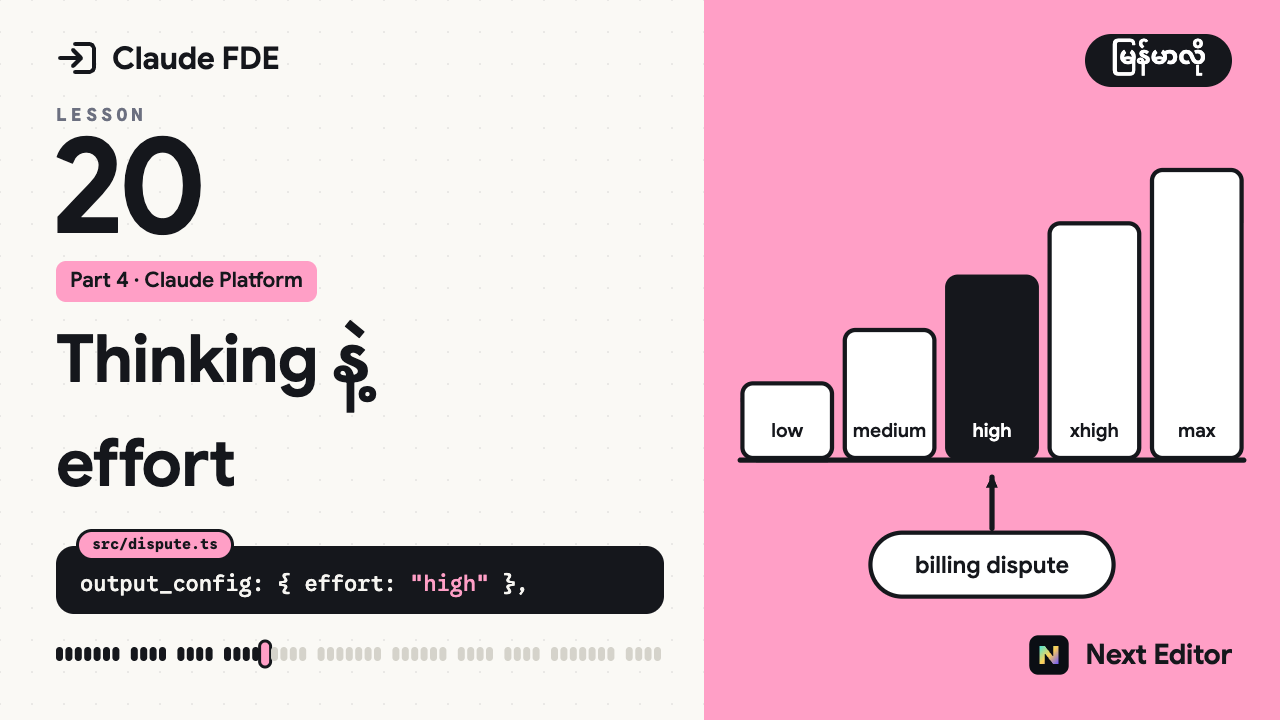 Claude FDE
မြန်မာလို
LESSON
20
Part 4 · Claude Platform
Thinking နဲ့
effort
src/dispute.ts
output_config: { effort: "high" },
low
medium
high
xhigh
max
billing dispute
N
Next Editor